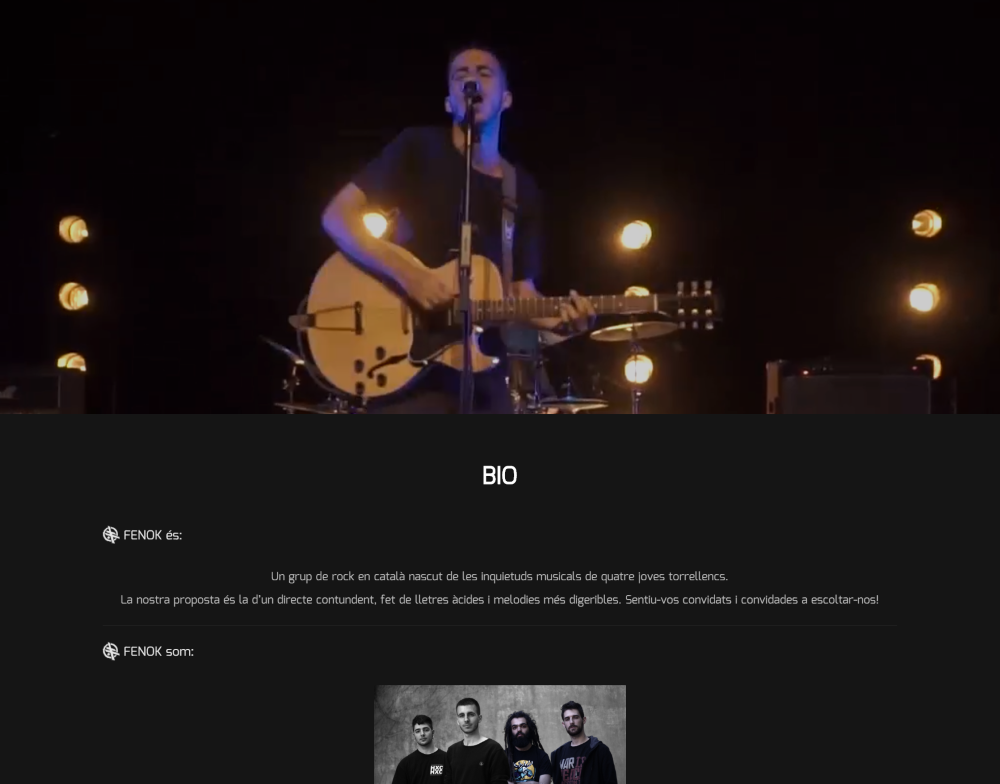 BIO
FENOK és:
Un grup de rock en català nascut de les inquietuds musicals de quatre joves torrellencs.
La nostra proposta és la d'un directe contundent, fet de lletres àcides i melodies més digeribles. Sentiu-vos convidats i convidades a escoltar-nos!
FENOK som:
HXC
HXC